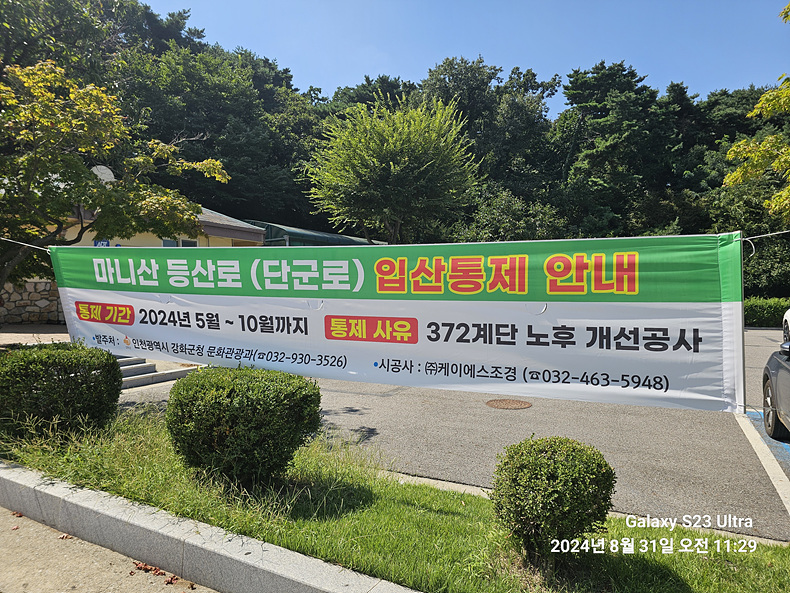 마니산 등산로 (단군로) 입산통제 안내
통제 기간 2024년 5월 ~ 10월까지 통제 사유 372계단 노후 개선공사
•발주처 : 인천광역시 강화군청 문화관광과(☎032-930-3526) •시공사 : ㈜케이에스조경 (☎032-463-5948)
Galaxy S23 Ultra
2024년 8월 31일 오전 11:29